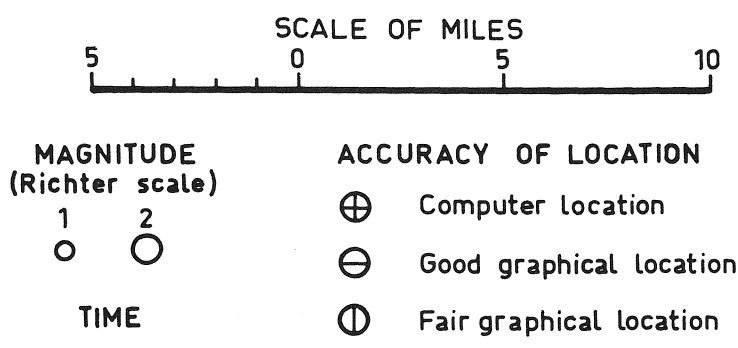 SCALE OF MILES
5 0 5 10
MAGNITUDE
(Richter scale)
1 2
TIME
ACCURACY OF LOCATION
Computer location
Good graphical location
Fair graphical location